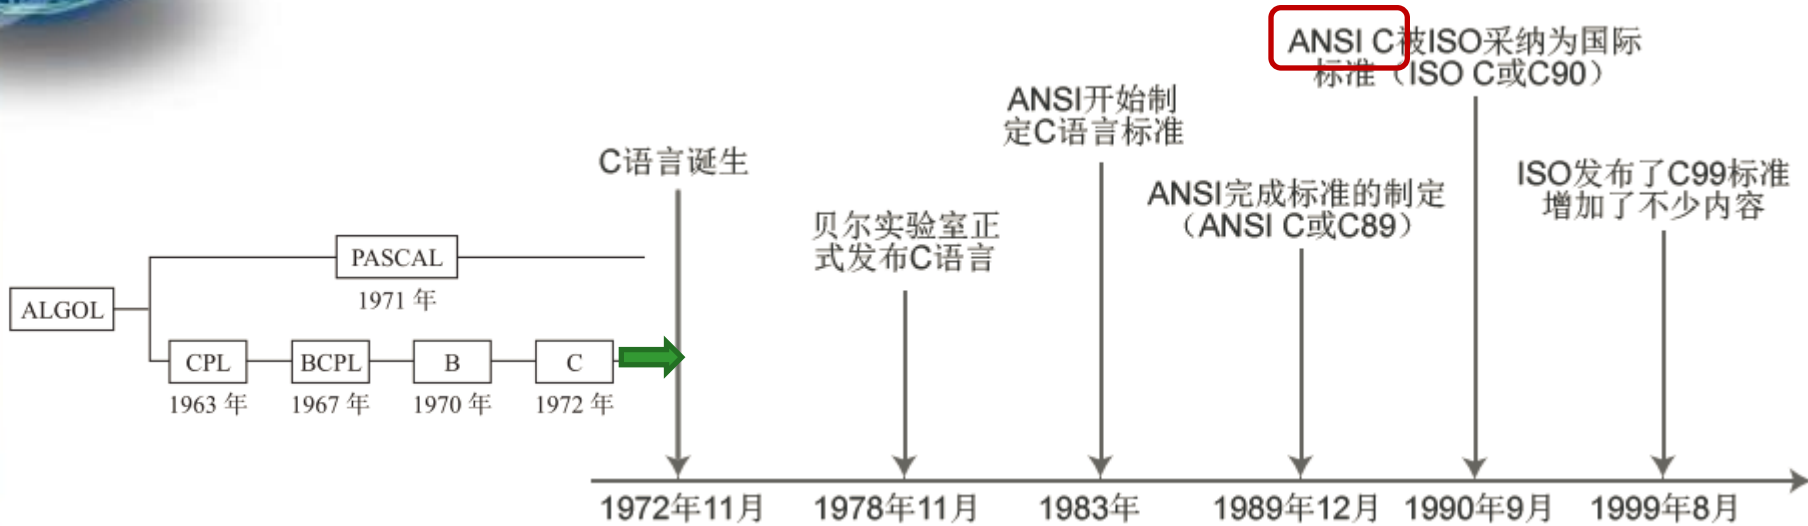 ANSI C被ISO采纳为国际
标准（ISO C或C90）
ANSI开始制
定C语言标准
C语言诞生
ISO发布了C99标准
增加了不少内容
ANSI完成标准的制定
（ANSI C或C89）
贝尔实验室正
式发布C语言
PASCAL
1971 年
ALGOL
CPL
BCPL
B
C
1963 年
1967 年
1970 年
1972 年
1972年11月
1978年11月
1983年
1989年12月
1990年9月
1999年8月